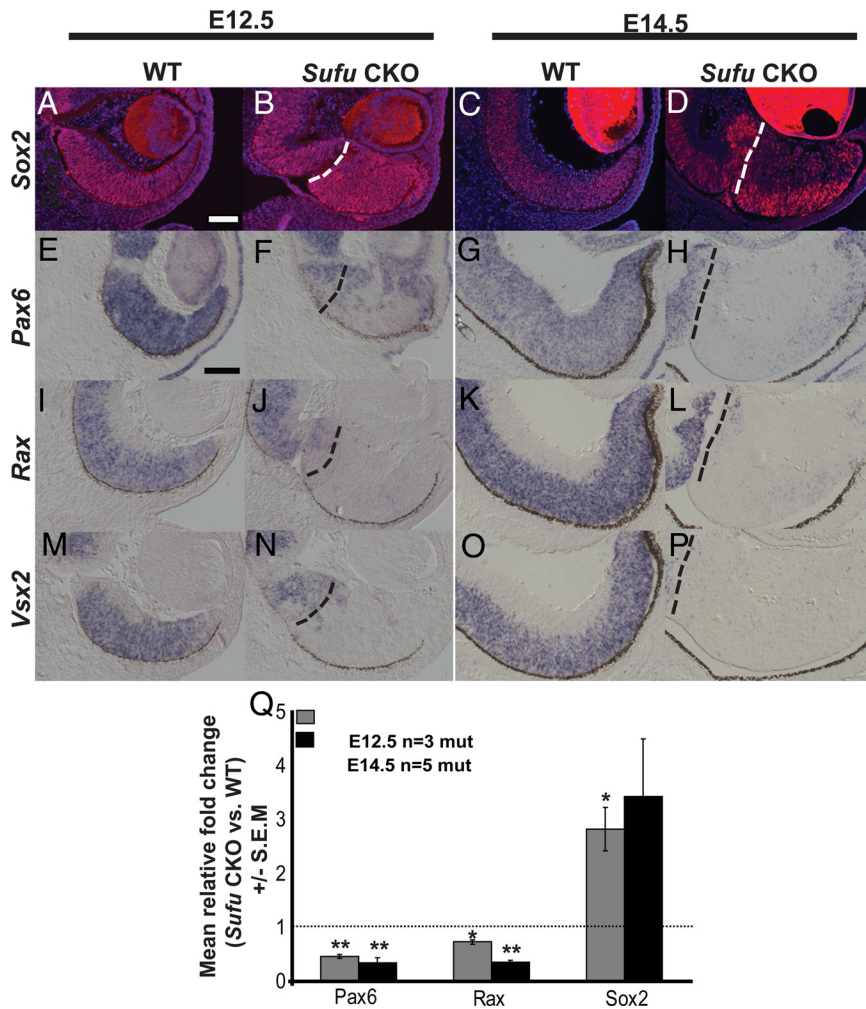 E12.5 E14.5
WT Sufu CKO WT Sufu CKO
Sox2 A B C D
Pax6 E F G H
Rax I J K L
Vsx2 M N O P
Q
Mean relative fold change
(Sufu CKO vs. WT)
+/- S.E.M
5
4
3
2
1
0
E12.5 n=3 mut
E14.5 n=5 mut
** ** * ** *
Pax6 Rax Sox2